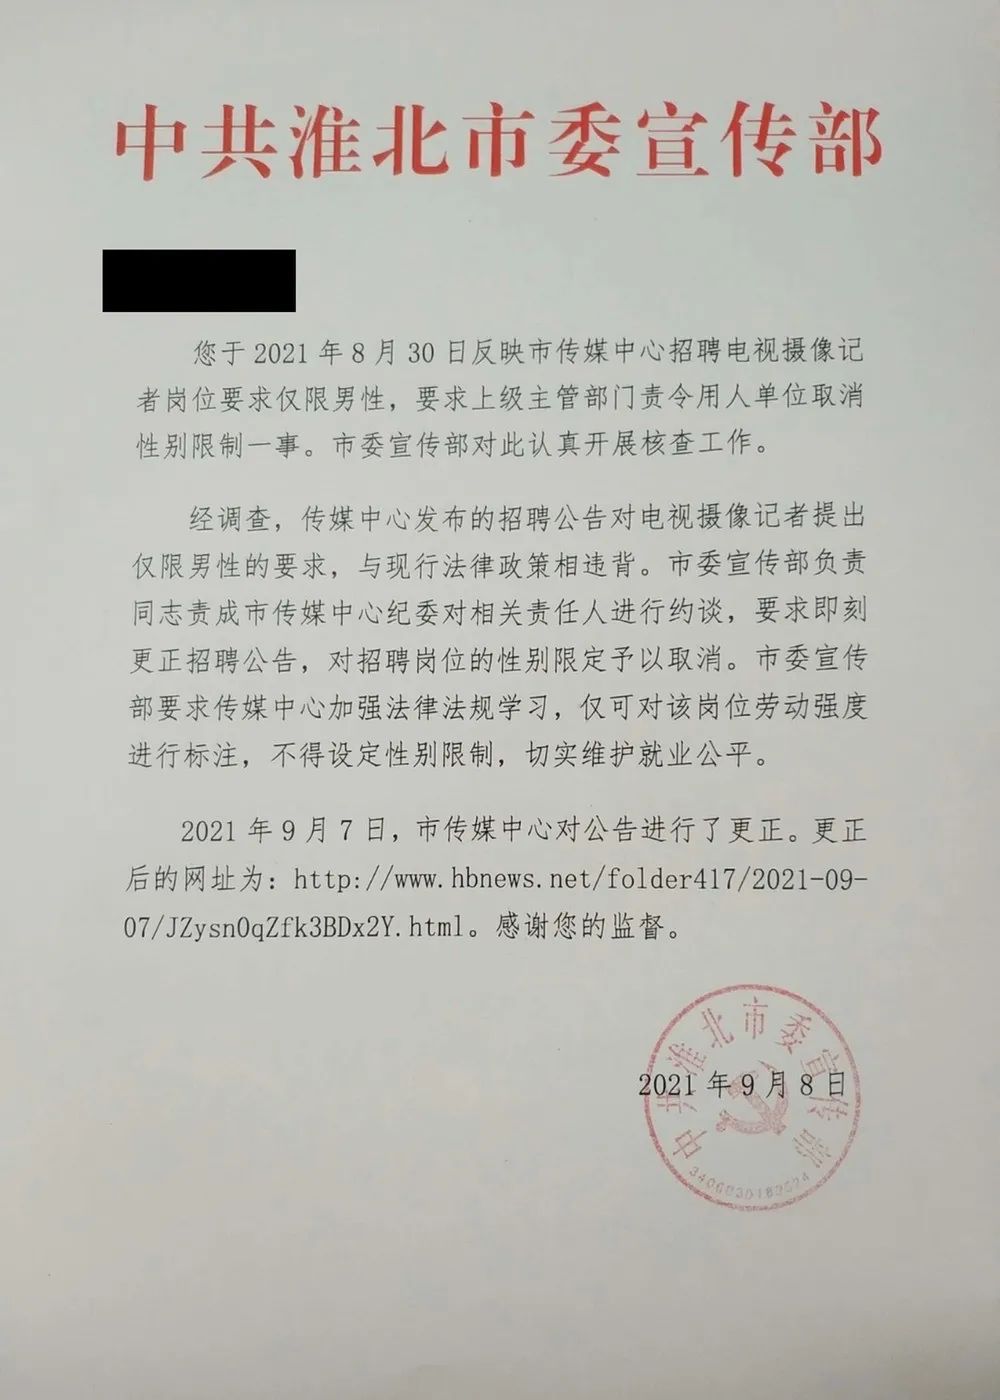 中共淮北市委宣传部
您于 2021 年 8 月 30 日反映市传媒中心招聘电视摄像记
者岗位要求仅限男性，要求上级主管部门责令用人单位取消
性别限制一事。市委宣传部对此认真开展核查工作。
经调查，传媒中心发布的招聘公告对电视摄像记者提出
仅限男性的要求，与现行法律政策相违背。市委宣传部负责
同志责成市传媒中心纪委对相关责任人进行约谈，要求即刻
更正招聘公告，对招聘岗位的性别限定予以取消。市委宣传
部要求传媒中心加强法律法规学习，仅可对该岗位劳动强度
进行标注，不得设定性别限制，切实维护就业公平。
2021 年 9 月 7 日，市传媒中心对公告进行了更正。更正
后的网址为：http://www.hbnews.net/folder417/2021-09-
07/JZysn0qZfk3BDx2Y.html。感谢您的监督。
中共淮北市委宣传部
2021 年 9 月 8 日